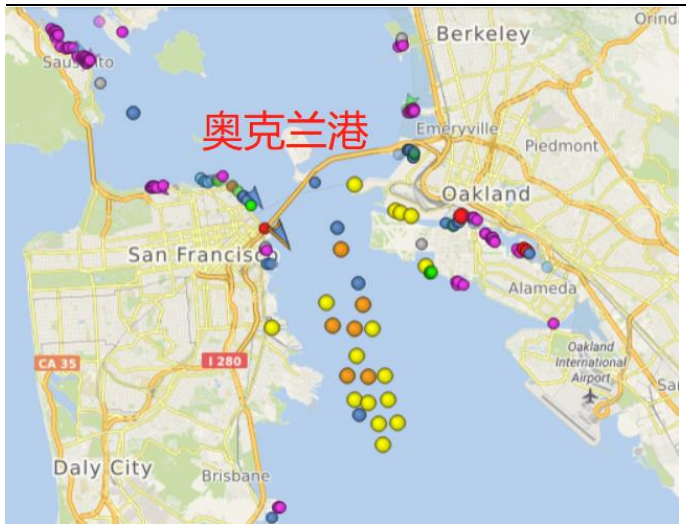 Orinda
Berkeley
Sausalito
奥克兰港
Emeryville
Piedmont
Oakland
San Francisco
Alameda
Oakland
International
Airport
CA 35
I 280
San
Daly City
Brisbane